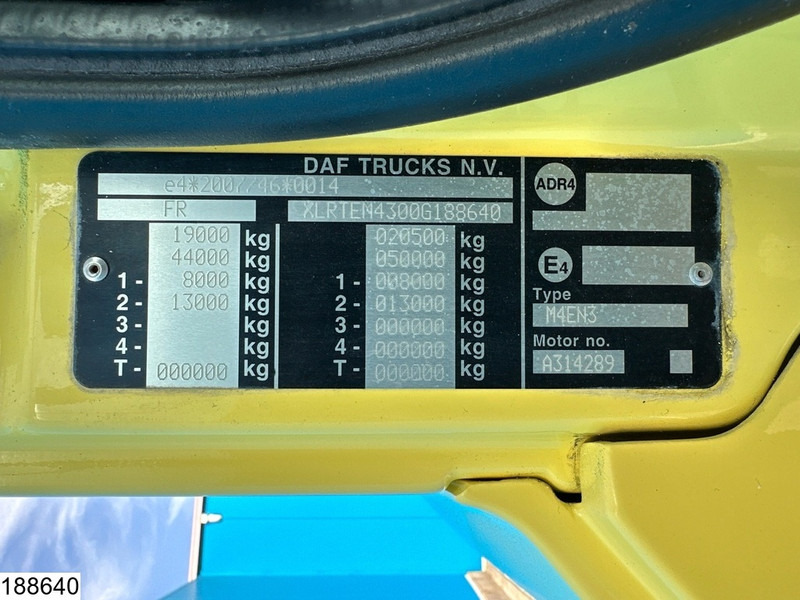 DAF TRUCKS N.V.
e4*2007/46*0014
FR XLRTEM4300G188640
19000 kg 020500 kg
44000 kg 050000 kg
1 - 8000 kg 1 - 008000 kg
2 - 13000 kg 2 - 013000 kg
3 - kg 3 - 000000 kg
4 - kg 4 - 000000 kg
T - 000000 kg T - 000000 kg
ADR4
E4
Type
M4EN3
Motor no.
A314289
188640